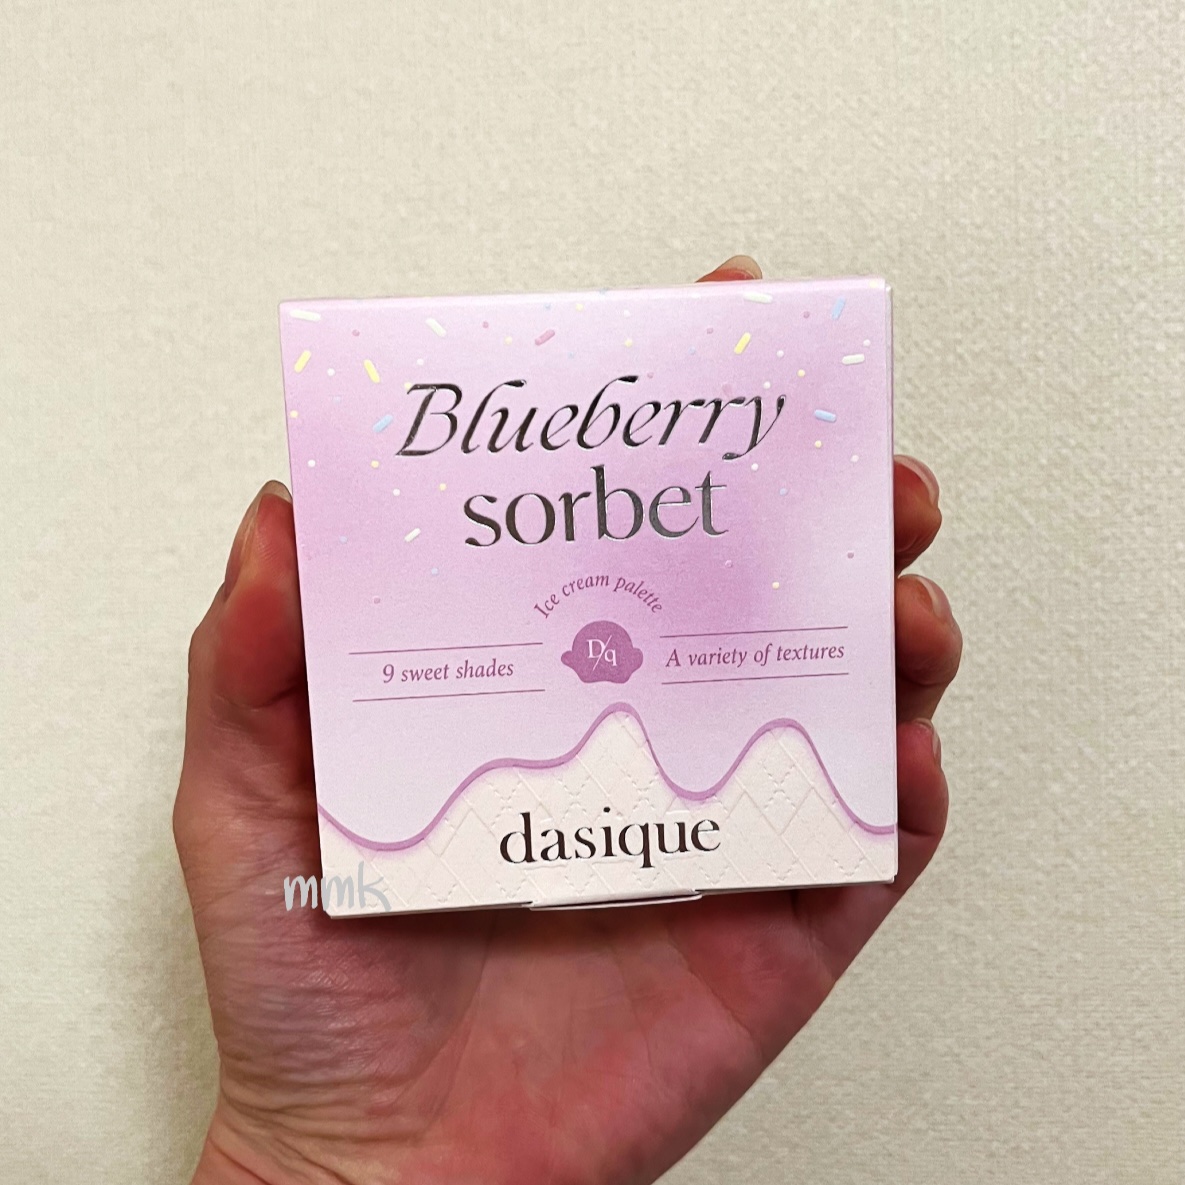 Blueberry
sorbet
Ice cream palette
9 sweet shades
D/q
A variety of textures
dasique
mmk